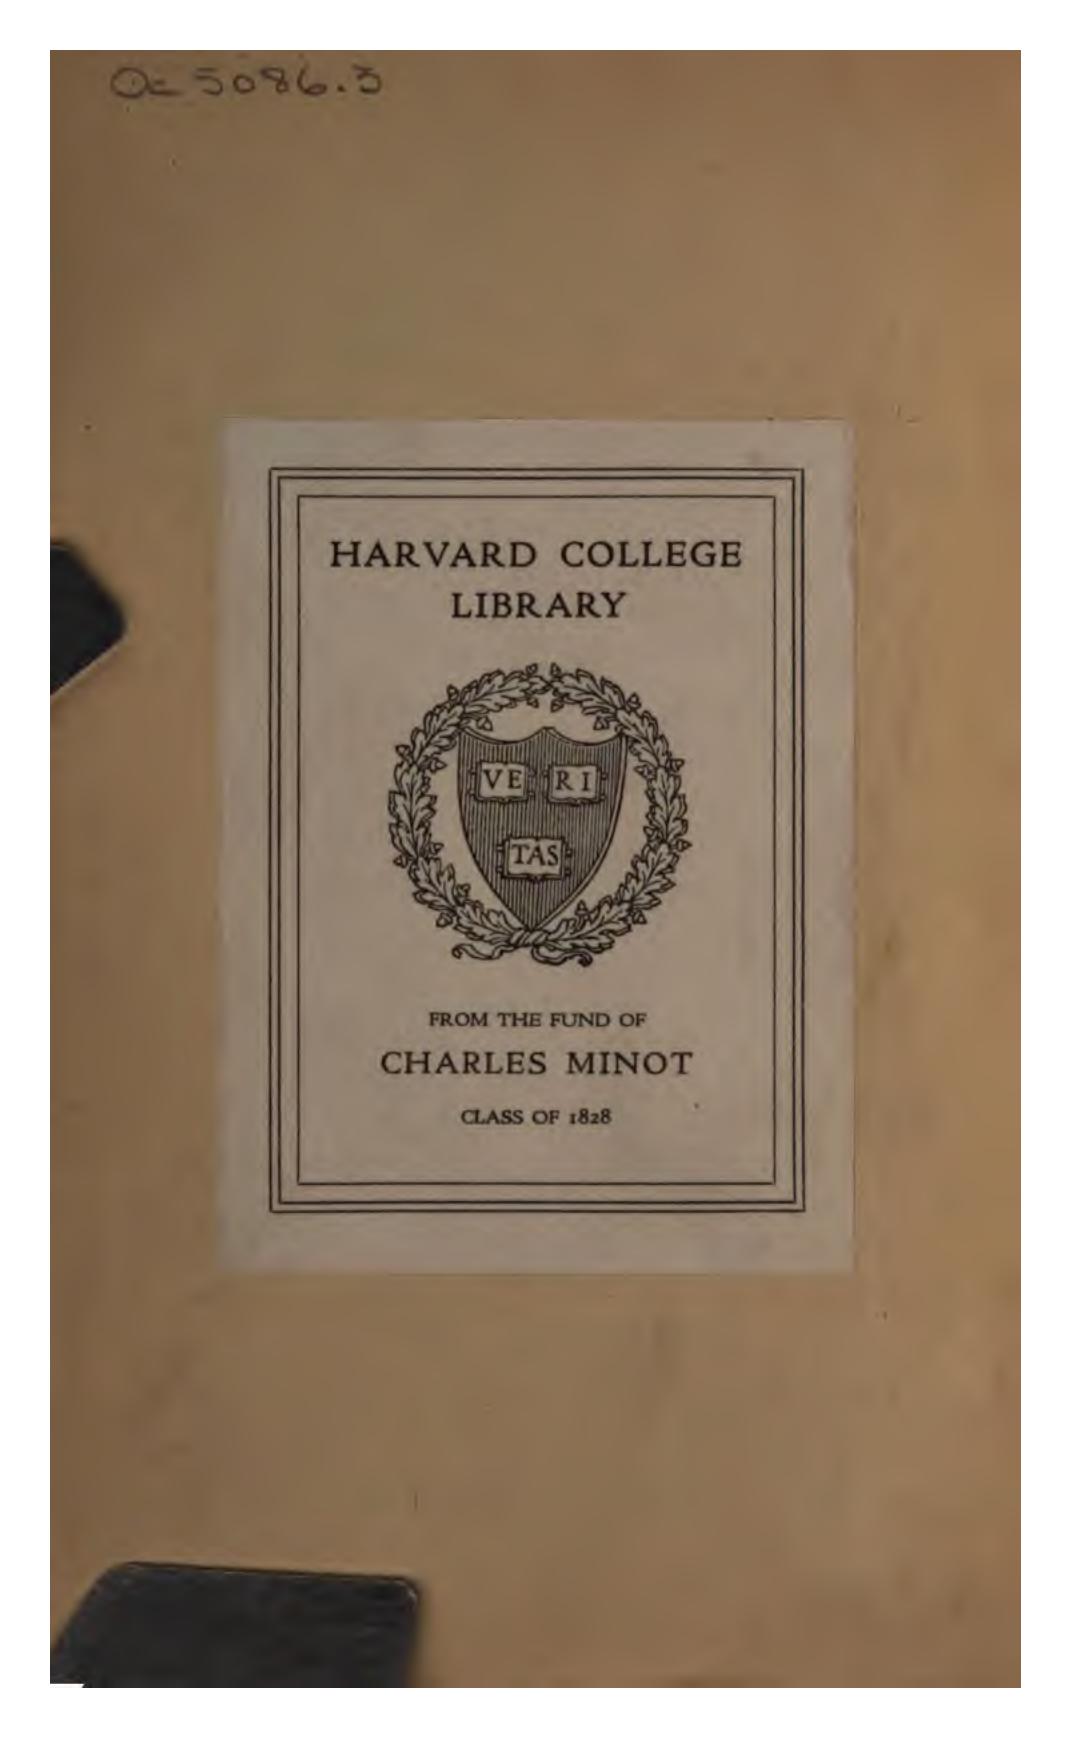 Oc 5086.3
HARVARD COLLEGE
LIBRARY
VE RI
TAS
FROM THE FUND OF
CHARLES MINOT
CLASS OF 1828